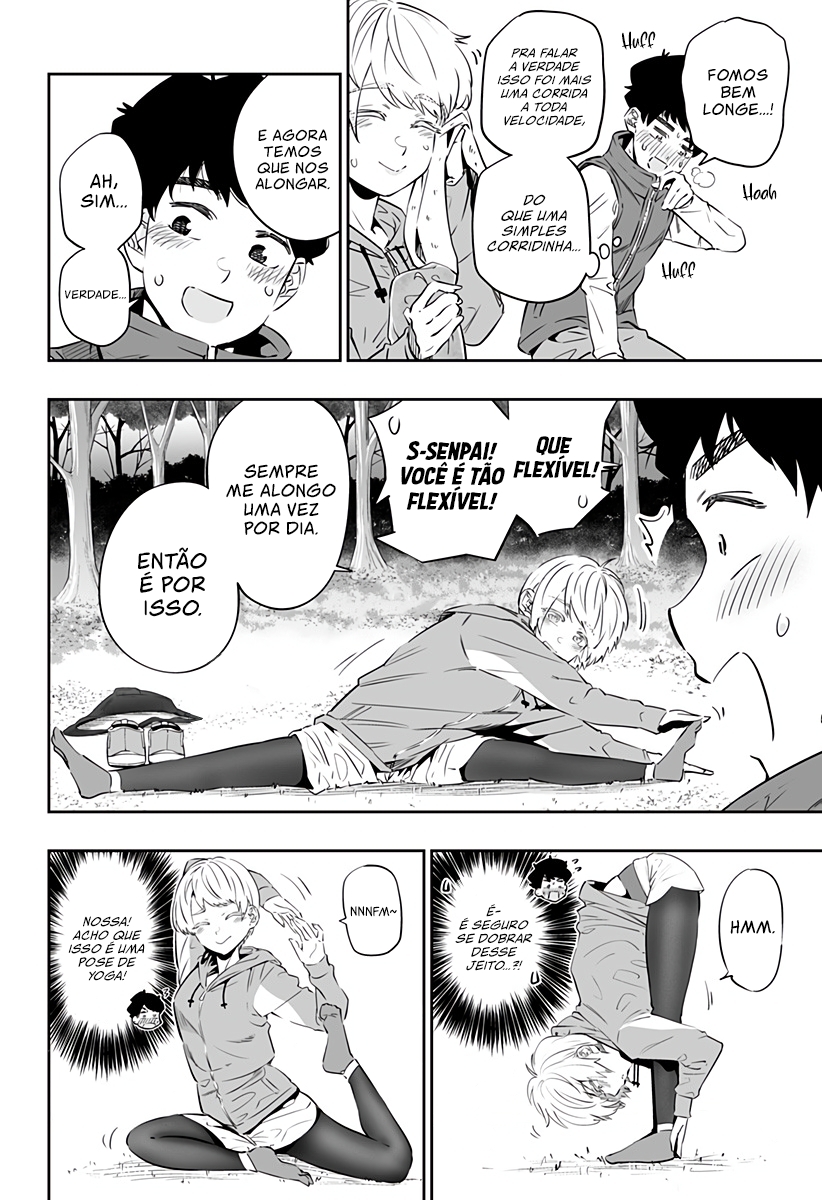 Huff
FOMOS
BEM
LONGE...!
Haah
Huff
PRA FALAR
A VERDADE
ISSO FOI MAIS
UMA CORRIDA
A TODA
VELOCIDADE,
DO
QUE UMA
SIMPLES
CORRIDINHA...
E AGORA
TEMOS
QUE NOS
ALONGAR.
AH,
SIM...
VERDADE...
QUE
FLEXÍVEL!
S-SENPAI!
VOCÊ É TÃO
FLEXÍVEL!
SEMPRE
ME ALONGO
UMA VEZ
POR DIA.
ENTÃO
É POR
ISSO.
HMM.
É-
É SEGURO
SE DOBRAR
DESSE
JEITO...?!
NNNFM~
NOSSA!
ACHO QUE
ISSO É UMA
POSE DE
YOGA!